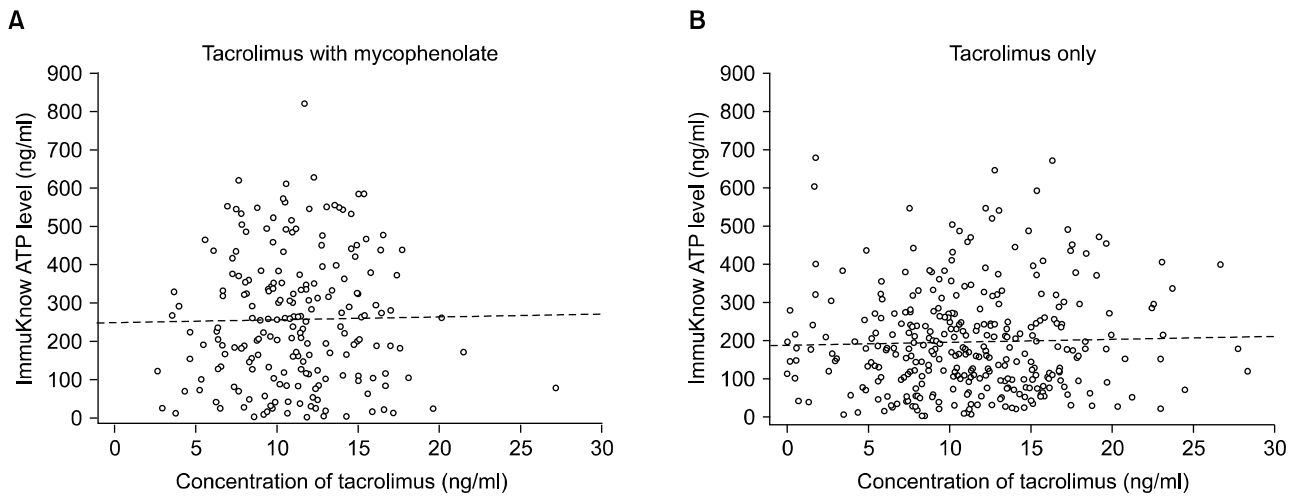 A
Tacrolimus with mycophenolate
ImmuKnow ATP level (ng/ml)
900
800
700
600
500
400
300
200
100
0
0 5 10 15 20 25 30
Concentration of tacrolimus (ng/ml)
B
Tacrolimus only
ImmuKnow ATP level (ng/ml)
900
800
700
600
500
400
300
200
100
0
0 5 10 15 20 25 30
Concentration of tacrolimus (ng/ml)